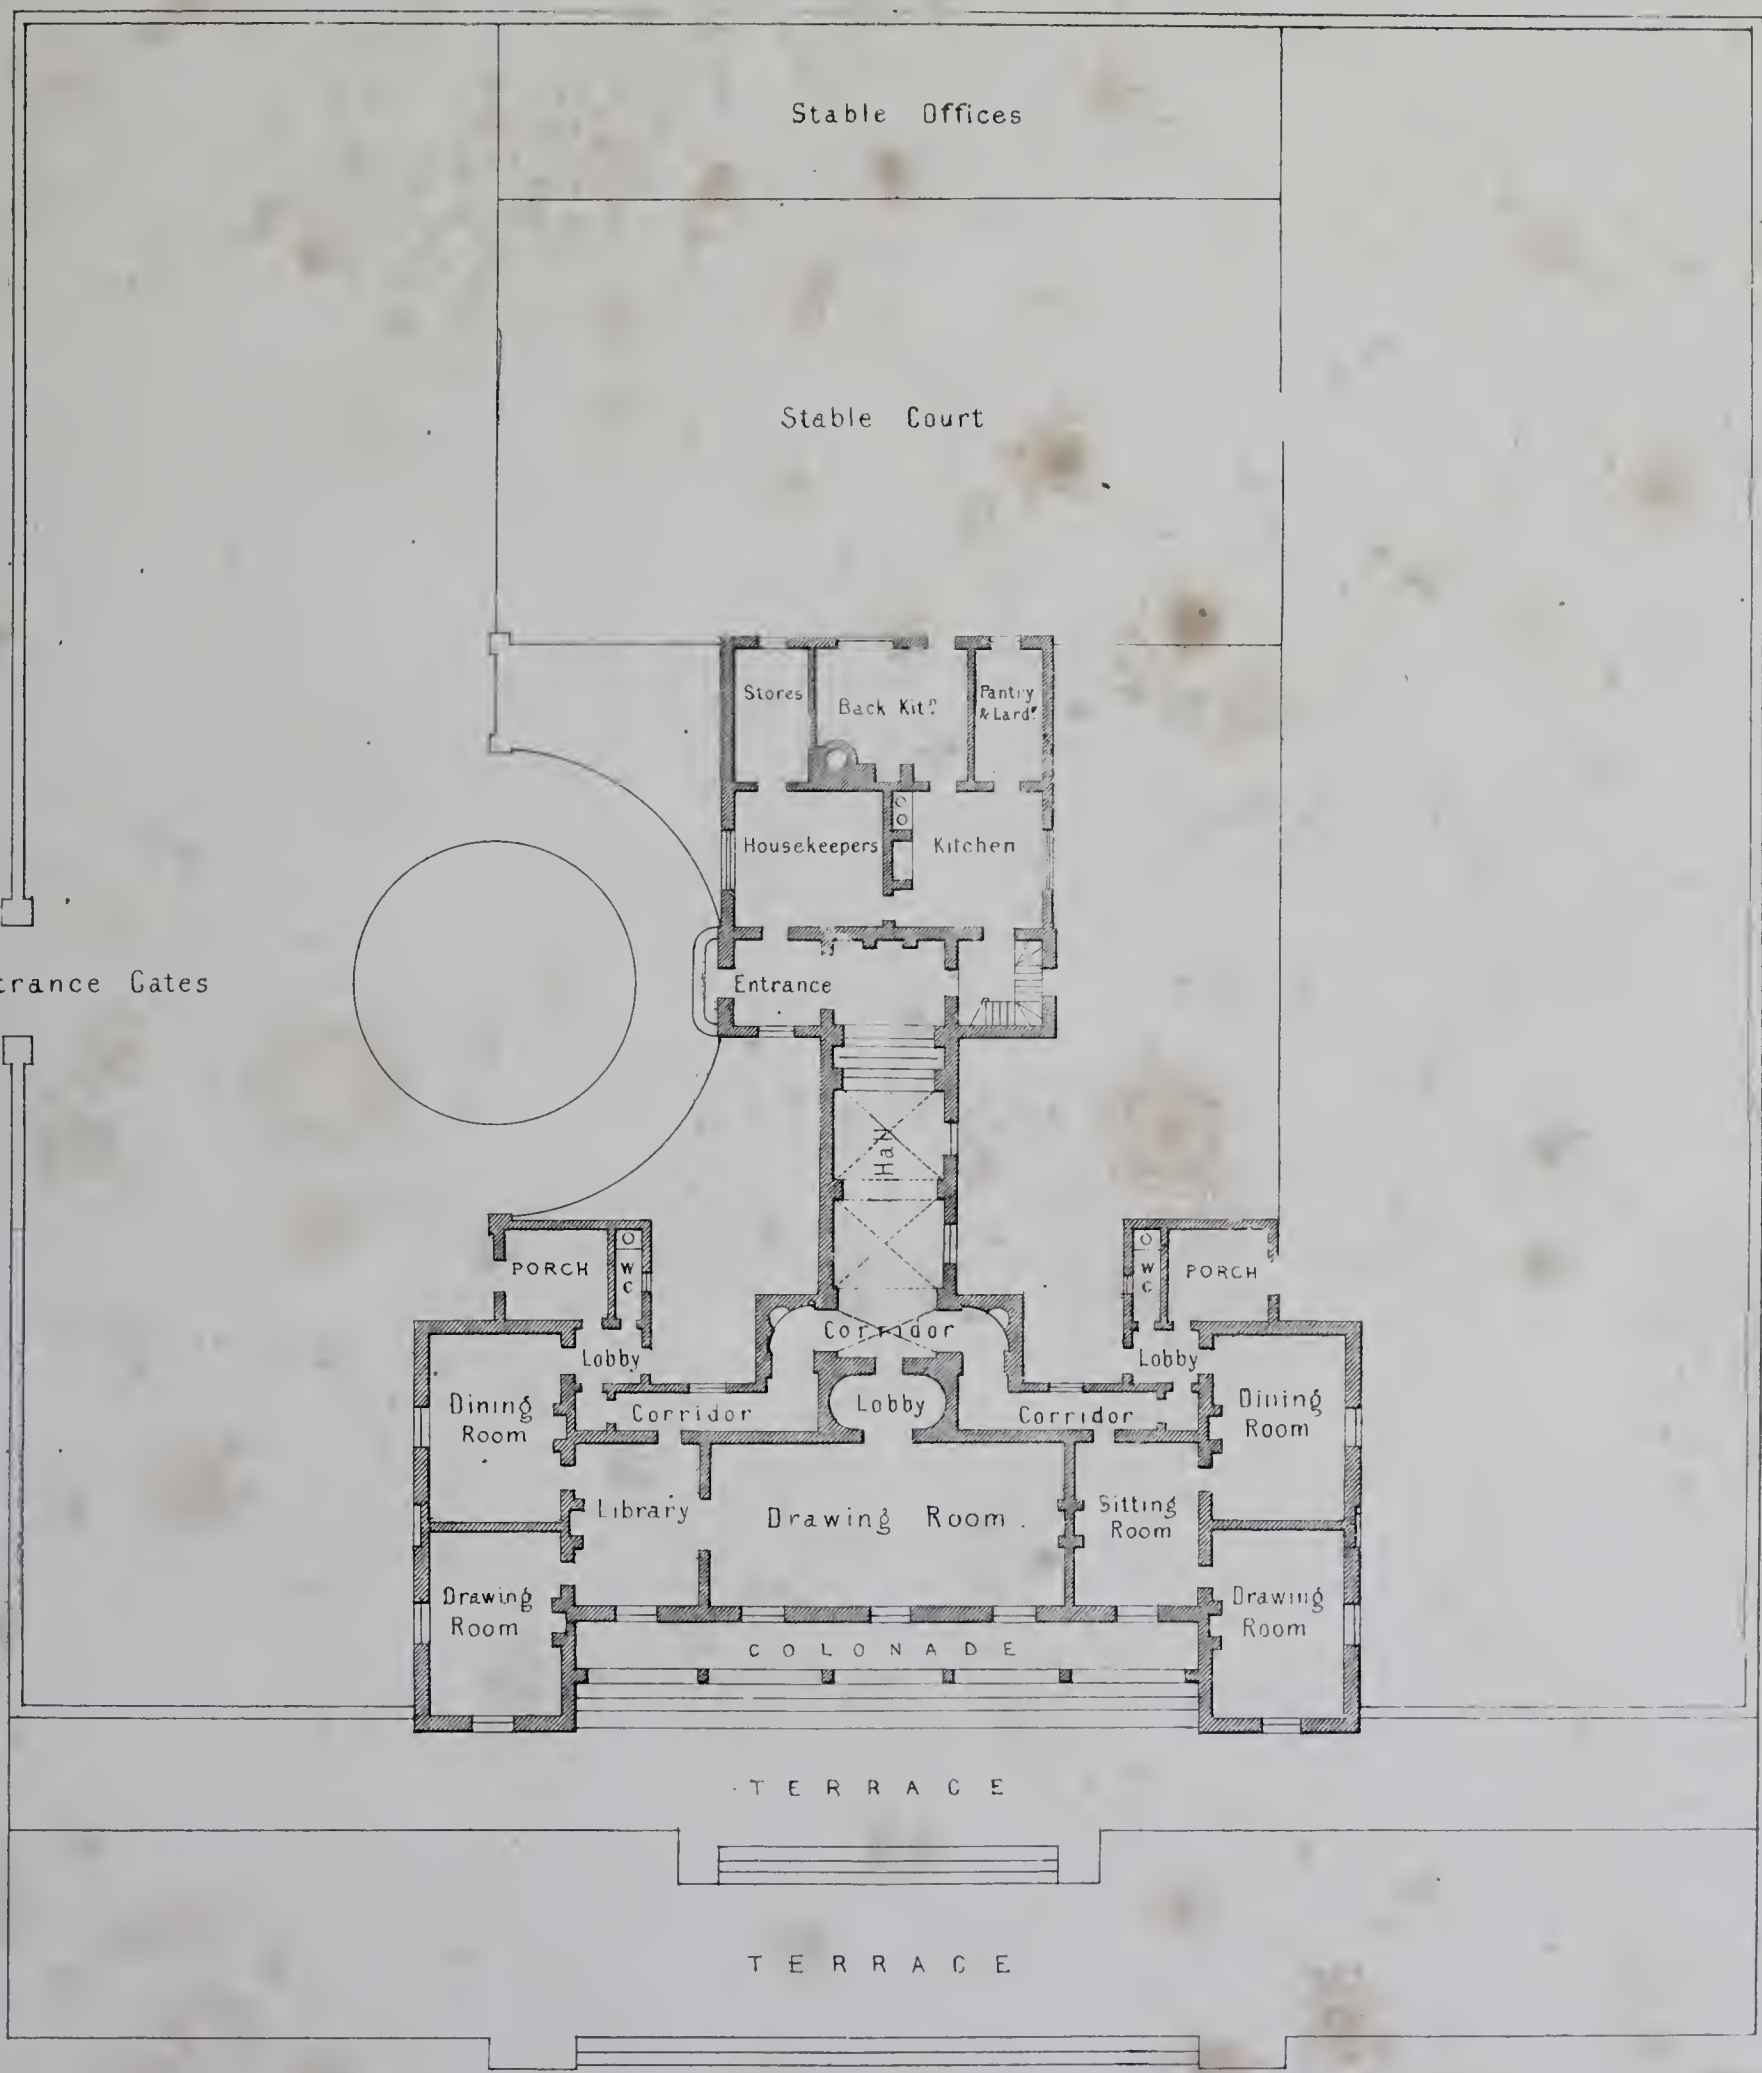 Stable Offices
Stable Court
Stores
Back Kitn
Pantry
& Lardr
Housekeepers
Kitchen
trance Gates
Entrance
Hall
PORCH
W
C
W
C
PORCH
Corridor
Lobby
Lobby
Dining
Room
Corridor
Lobby
Corridor
Dining
Room
Library
Drawing Room.
Sitting
Room
Drawing
Room
Drawing
Room
COLONADE
TERRACE
TERRACE